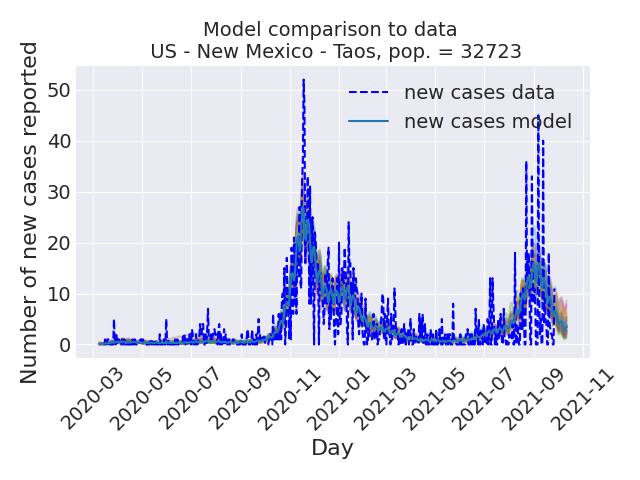 Model comparison to data
US - New Mexico - Taos, pop. = 32723
new cases data
new cases model
Number of new cases reported
50
40
30
20
10
0
2020-03
2020-05
2020-07
2020-09
2020-11
2021-01
2021-03
2021-05
2021-07
2021-09
2021-11
Day